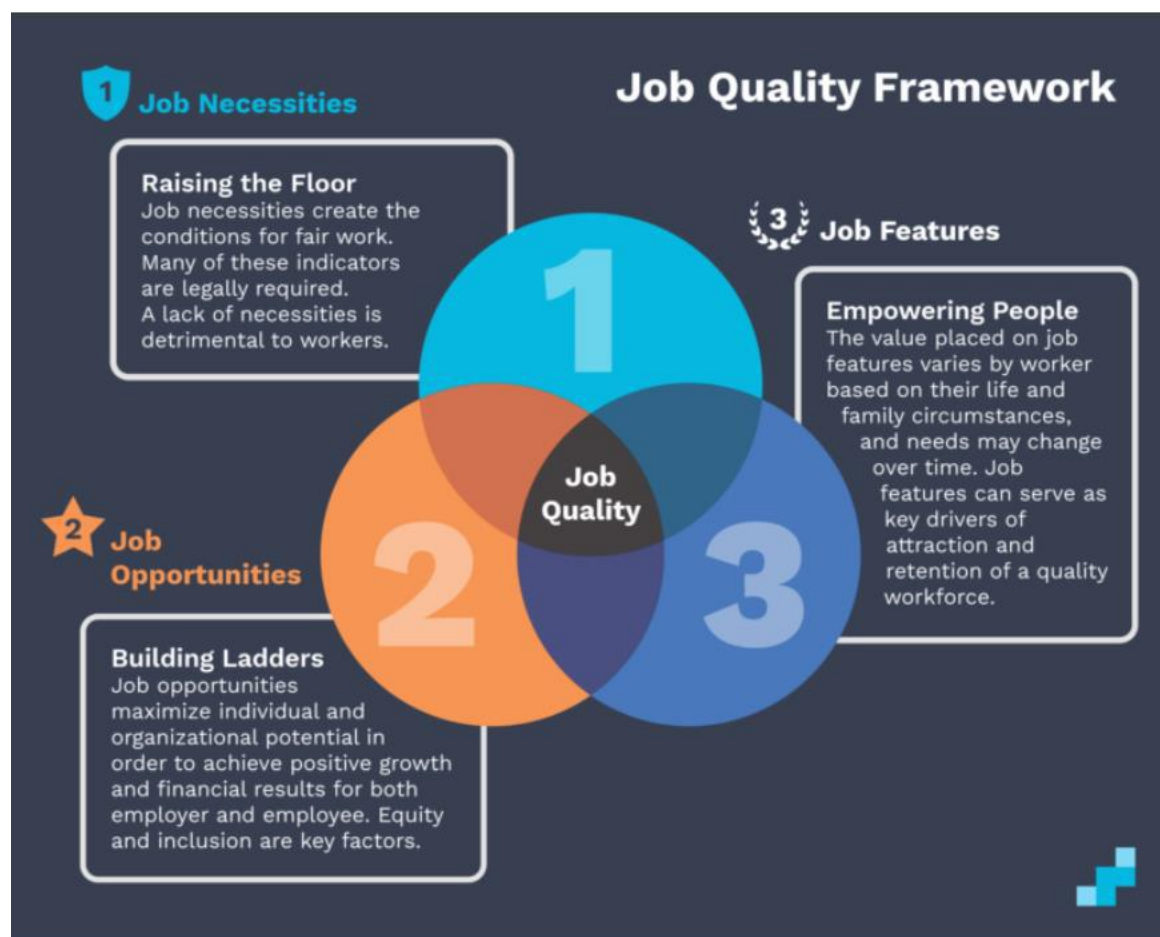 Job Quality Framework
1
Job Necessities
Raising the Floor
Job necessities create the
conditions for fair work.
Many of these indicators
are legally required.
A lack of necessities is
detrimental to workers.
3
Job Features
Empowering People
The value placed on job
features varies by worker
based on their life and
family circumstances,
and needs may change
over time. Job
features can serve as
key drivers of
attraction and
retention of a quality
workforce.
1
Job
Quality
2
3
2
Job
Opportunities
Building Ladders
Job opportunities
maximize individual and
organizational potential in
order to achieve positive growth
and financial results for both
employer and employee. Equity
and inclusion are key factors.